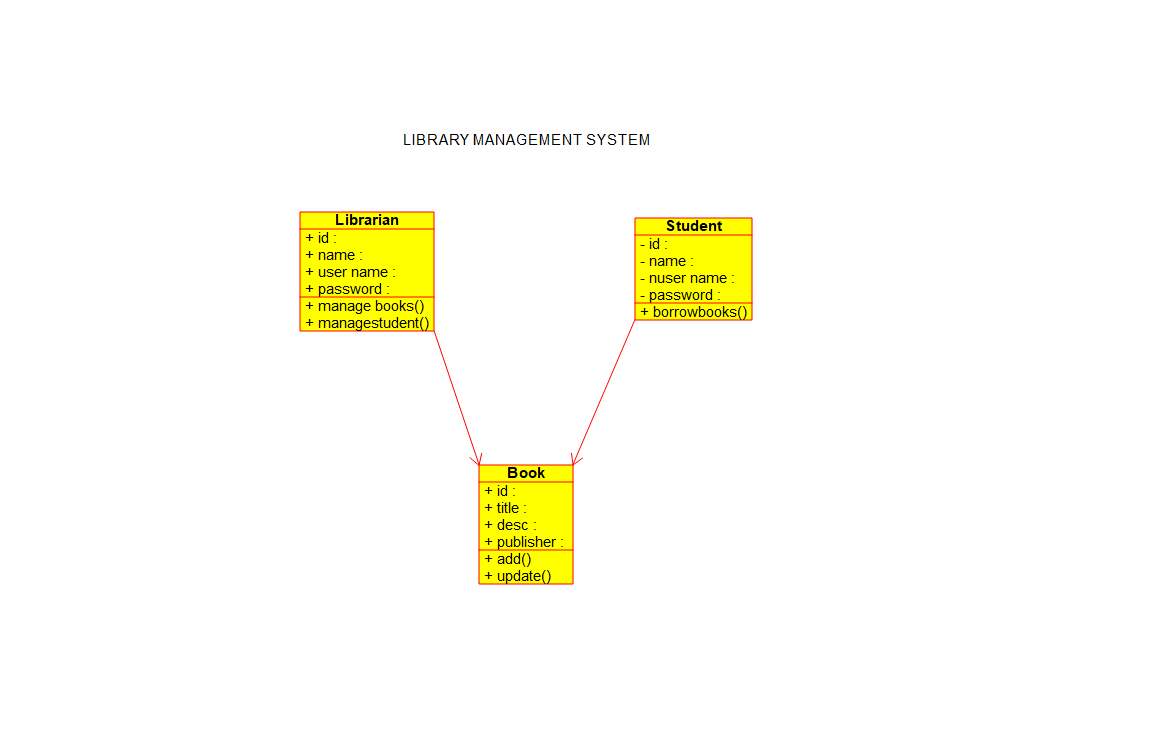 LIBRARY MANAGEMENT SYSTEM
Librarian
+ id :
+ name :
+ user name :
+ password :
+ manage books()
+ managestudent()
Student
- id :
- name :
- nuser name :
- password :
+ borrowbooks()
Book
+ id :
+ title :
+ desc :
+ publisher :
+ add()
+ update()